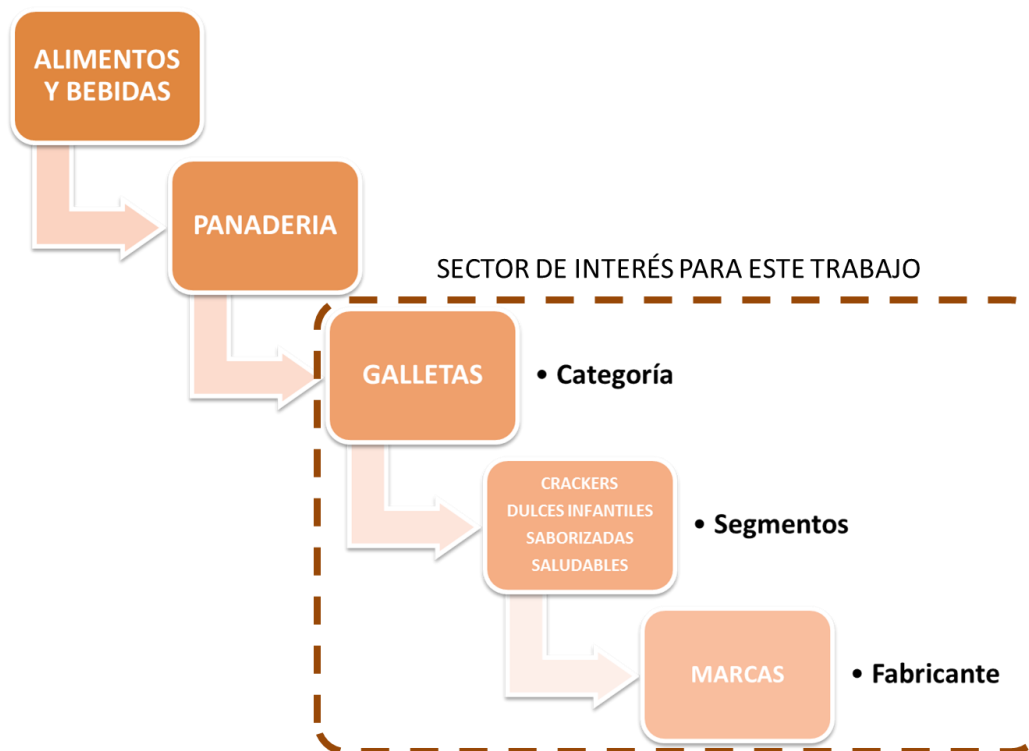 ALIMENTOS
Y BEBIDAS
PANADERIA
SECTOR DE INTERÉS PARA ESTE TRABAJO
GALLETAS
• Categoría
CRACKERS
DULCES INFANTILES
SABORIZADAS
SALUDABLES
• Segmentos
MARCAS
• Fabricante